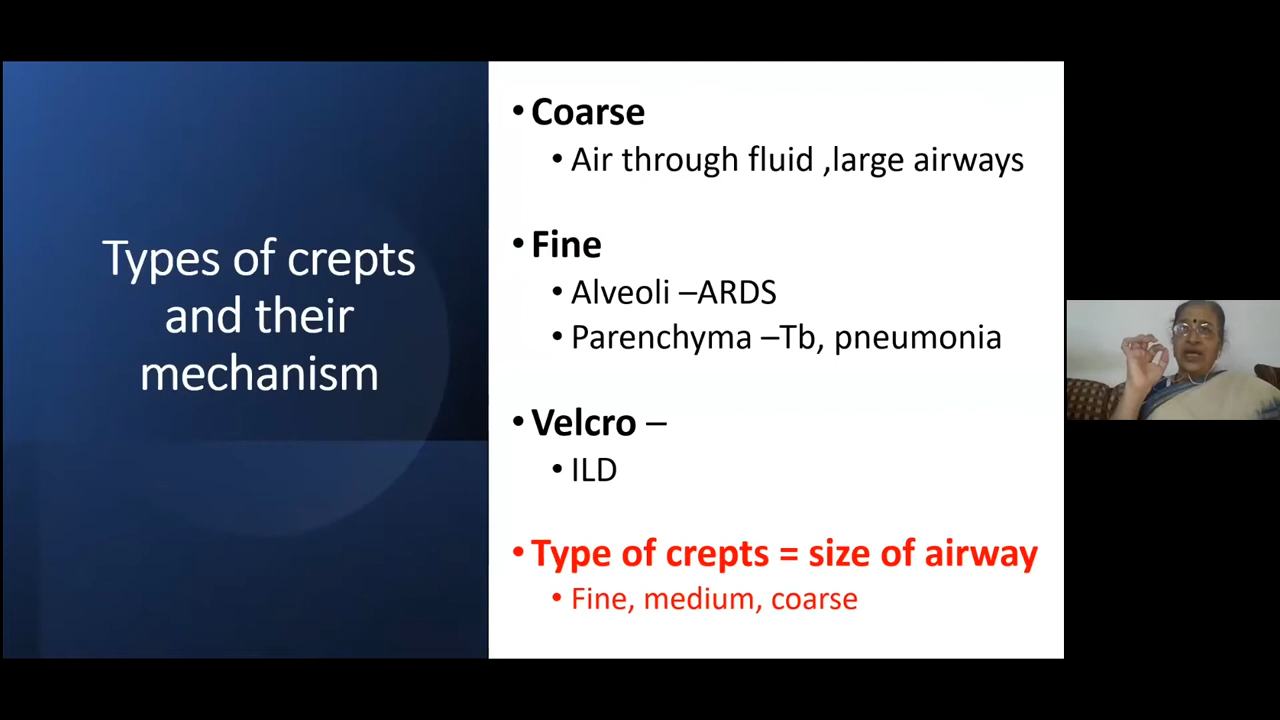 Types of crepts
and their
mechanism
• Coarse
• Air through fluid ,large airways
• Fine
• Alveoli –ARDS
• Parenchyma –Tb, pneumonia
• Velcro –
• ILD
• Type of crepts = size of airway
• Fine, medium, coarse